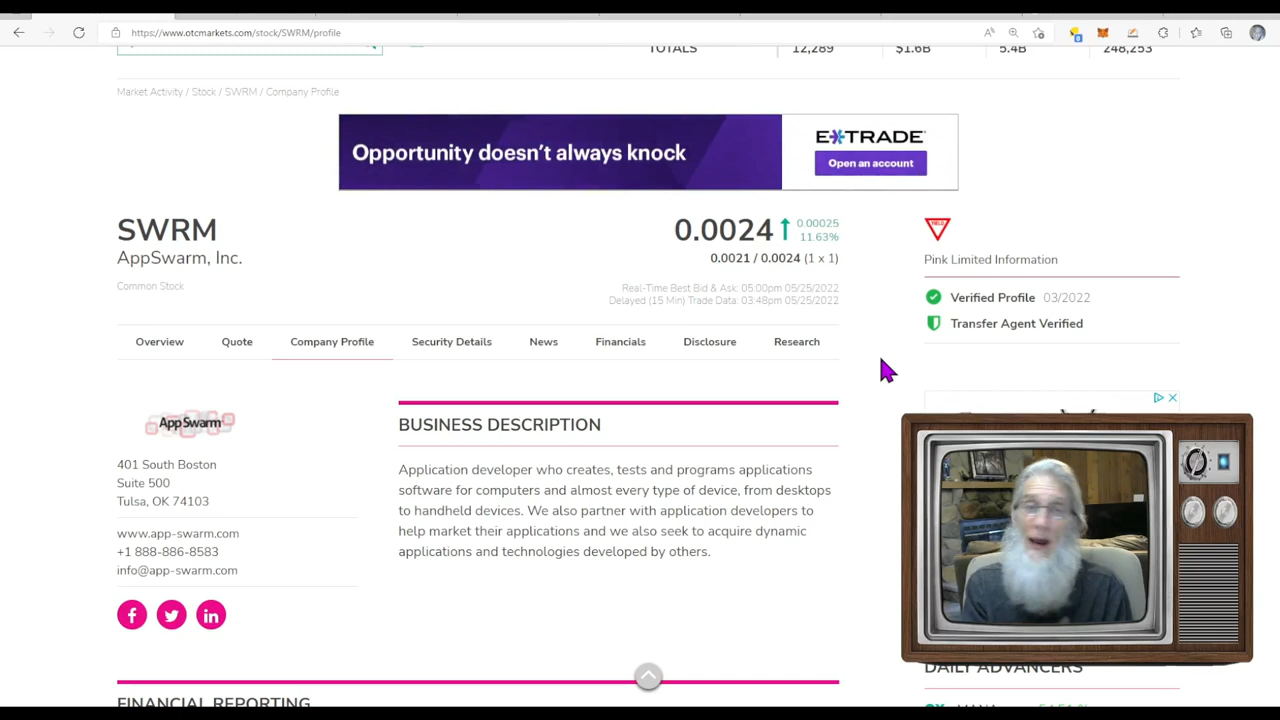 https://www.otcmarkets.com/stock/SWRM/profile
TOTALS 12,289 $1.6B 5.4B 248,253
Market Activity / Stock / SWRM / Company Profile
Opportunity doesn't always knock
E*TRADE
Open an account
SWRM
AppSwarm, Inc.
Common Stock
0.0024 0.00025
11.63%
0.0021 / 0.0024 (1 x 1)
Real-Time Best Bid & Ask: 05:00pm 05/25/2022
Delayed (15 Min) Trade Data: 03:48pm 05/25/2022
YIELD
Pink Limited Information
Verified Profile 03/2022
Transfer Agent Verified
Overview Quote Company Profile Security Details News Financials Disclosure Research
AppSwarm
401 South Boston
Suite 500
Tulsa, OK 74103
www.app-swarm.com
+1 888-886-8583
info@app-swarm.com
BUSINESS DESCRIPTION
Application developer who creates, tests and programs applications
software for computers and almost every type of device, from desktops
to handheld devices. We also partner with application developers to
help market their applications and we also seek to acquire dynamic
applications and technologies developed by others.
FINANCIAL REPORTING
DAILY ADVANCERS